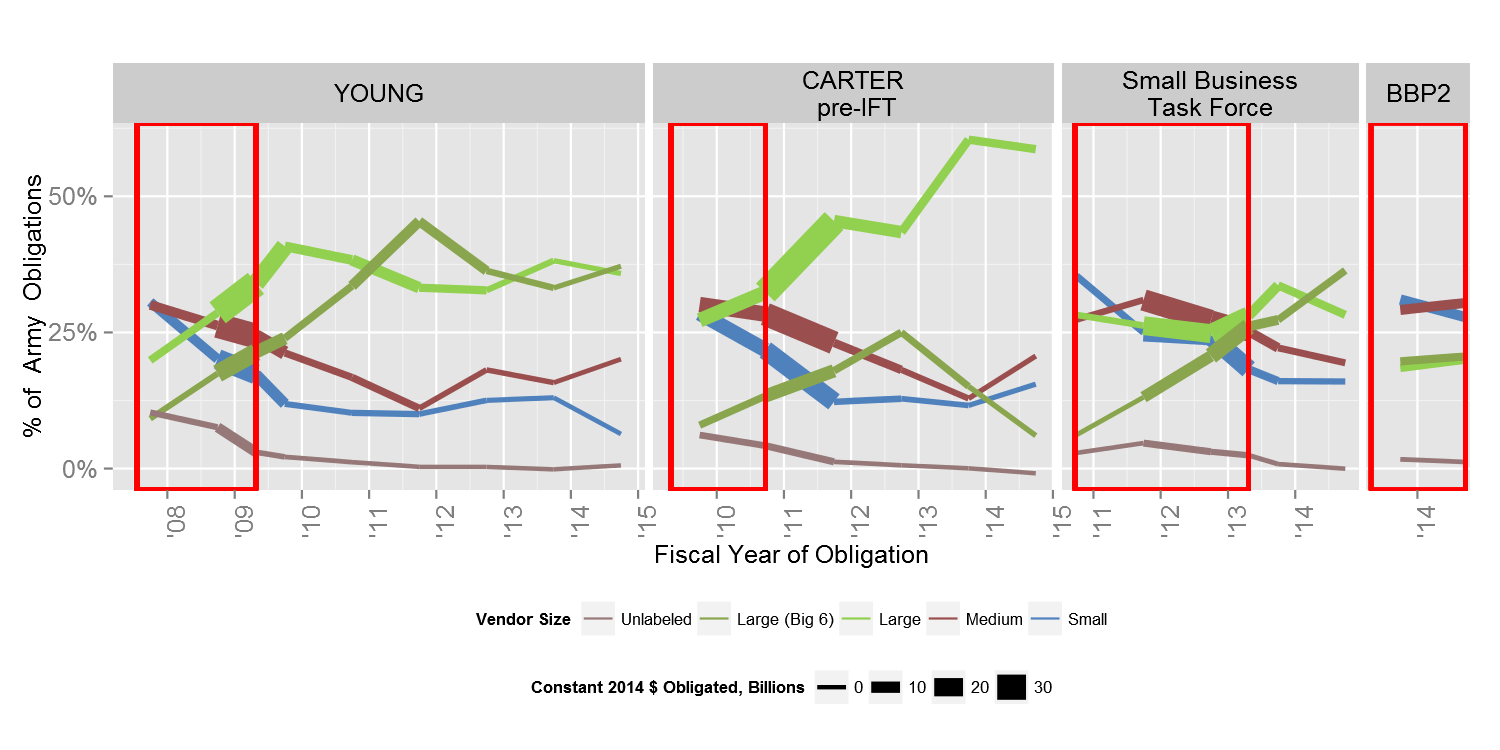 YOUNG
CARTER
pre-IFT
Small Business
Task Force
BBP2
% of Army Obligations
50%
25%
0%
'08
'09
'10
'11
'12
'13
'14
'15
'10
'11
'12
'13
'14
'15
'11
'12
'13
'14
'14
Fiscal Year of Obligation
Vendor Size Unlabeled Large (Big 6) Large Medium Small
Constant 2014 $ Obligated, Billions 0 10 20 30